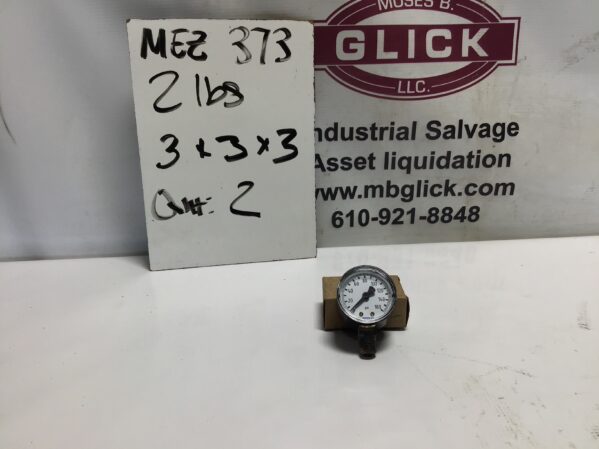 MEZ 373
2 lbs
3 x 3 x 3
Qnt: 2
MOSES B.
GLICK
LLC.
Industrial Salvage
Asset liquidation
www.mbglick.com
610-921-8848